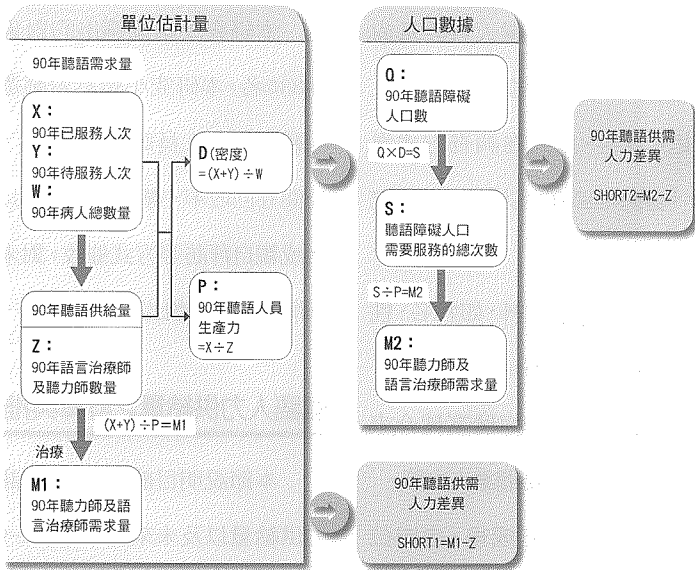 單位估計量
90年聽語需求量
X：
90年已服務人次
Y：
90年待服務人次
W：
90年病人總數量
D(密度)
=(X+Y)÷W
90年聽語供給量
Z：
90年語言治療師
及聽力師數量
P：
90年聽語人員
生產力
=X÷Z
(X+Y)÷P=M1
治療
M1：
90年聽力師及語
言治療師需求量
人口數據
Q：
90年聽語障礙
人口數
Q×D=S
S：
聽語障礙人口
需要服務的總次數
S÷P=M2
M2：
90年聽力師及
語言治療師需求量
90年聽語供需
人力差異
SHORT2=M2-Z
90年聽語供需
人力差異
SHORT1=M1-Z